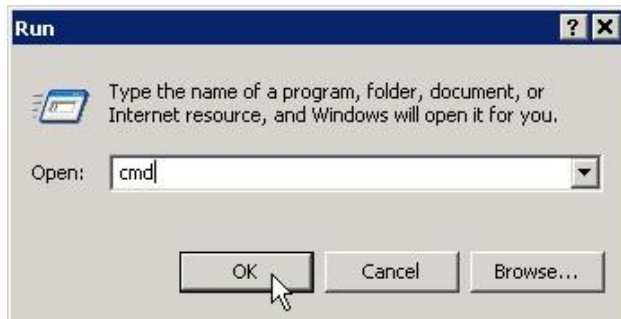 Run
Type the name of a program, folder, document, or
Internet resource, and Windows will open it for you.
Open: cmd
OK Cancel Browse...